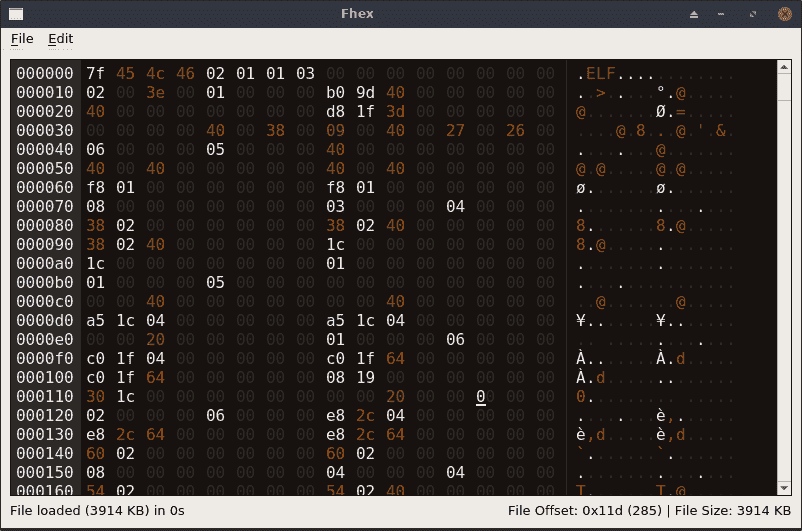 Fhex
File Edit
000000 7f 45 4c 46 02 01 01 03 00 00 00 00 00 00 00 00 .ELF............
000010 02 00 3e 00 01 00 00 00 b0 9d 40 00 00 00 00 00 ..>.....°.@.....
000020 40 00 00 00 00 00 00 00 d8 1f 3d 00 00 00 00 00 @.......Ø.=.....
000030 00 00 00 00 40 00 38 00 09 00 40 00 27 00 26 00 ....@.8...@.'.&.
000040 06 00 00 00 05 00 00 00 40 00 00 00 00 00 00 00 ........@.......
000050 40 00 40 00 00 00 00 00 40 00 40 00 00 00 00 00 @.@.....@.@.....
000060 f8 01 00 00 00 00 00 00 f8 01 00 00 00 00 00 00 ø.......ø.......
000070 08 00 00 00 00 00 00 00 03 00 00 00 04 00 00 00 ................
000080 38 02 00 00 00 00 00 00 38 02 40 00 00 00 00 00 8.......8.@.....
000090 38 02 40 00 00 00 00 00 1c 00 00 00 00 00 00 00 8.@.............
0000a0 1c 00 00 00 00 00 00 00 01 00 00 00 00 00 00 00 ................
0000b0 01 00 00 00 05 00 00 00 00 00 00 00 00 00 00 00 ................
0000c0 00 00 40 00 00 00 00 00 00 00 40 00 00 00 00 00 ..@.......@.....
0000d0 a5 1c 04 00 00 00 00 00 a5 1c 04 00 00 00 00 00 ¥.......¥.......
0000e0 00 00 20 00 00 00 00 00 01 00 00 00 06 00 00 00 .. .............
0000f0 c0 1f 04 00 00 00 00 00 c0 1f 64 00 00 00 00 00 À.......À.d.....
000100 c0 1f 64 00 00 00 00 00 08 19 00 00 00 00 00 00 À.d.............
000110 30 1c 00 00 00 00 00 00 00 00 20 00 00 0 00 00 0......... .....
000120 02 00 00 00 06 00 00 00 e8 2c 04 00 00 00 00 00 ........è,......
000130 e8 2c 64 00 00 00 00 00 e8 2c 64 00 00 00 00 00 è,d.....è,d.....
000140 60 02 00 00 00 00 00 00 60 02 00 00 00 00 00 00 `.......`.......
000150 08 00 00 00 00 00 00 00 04 00 00 00 04 00 00 00 ................
000160 54 02 00 00 00 00 00 00 54 02 40 00 00 00 00 00 T.......T.@.....
File loaded (3914 KB) in 0s File Offset: 0x11d (285) | File Size: 3914 KB